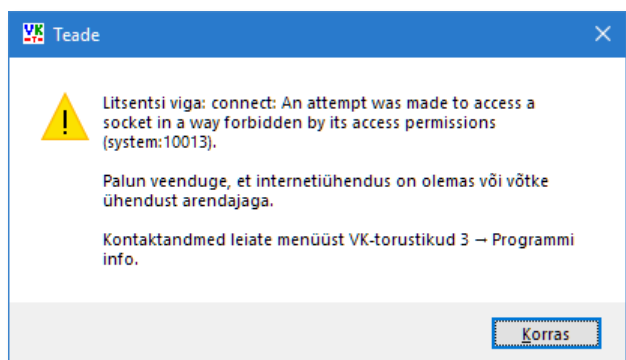 VK
-T-
Teade
Litsentsi viga: connect: An attempt was made to access a
socket in a way forbidden by its access permissions
(system:10013).
Palun veenduge, et internetiühendus on olemas või võtke
ühendust arendajaga.
Kontaktandmed leiate menüüst VK-torustikud 3 → Programmi
info.
Korras